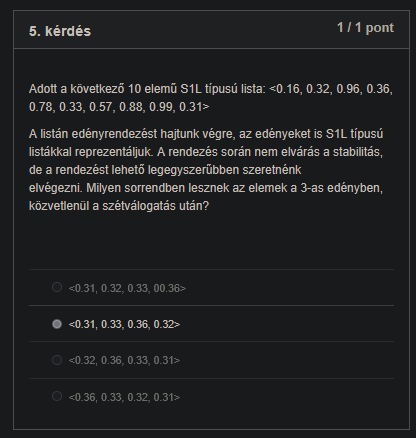 5. kérdés
1 / 1 pont
Adott a következő 10 elemű S1L típusú lista: <0.16, 0.32, 0.96, 0.36,
0.78, 0.33, 0.57, 0.88, 0.99, 0.31>
A listán edényrendezést hajtunk végre, az edényeket is S1L típusú
listákkal reprezentáljuk. A rendezés során nem elvárás a stabilitás,
de a rendezést lehető legegyszerűbben szeretnénk
elvégezni. Milyen sorrendben lesznek az elemek a 3-as edényben,
közvetlenül a szétválogatás után?
<0.31, 0.32, 0.33, 00.36>
<0.31, 0.33, 0.36, 0.32>
<0.32, 0.36, 0.33, 0.31>
<0.36, 0.33, 0.32, 0.31>